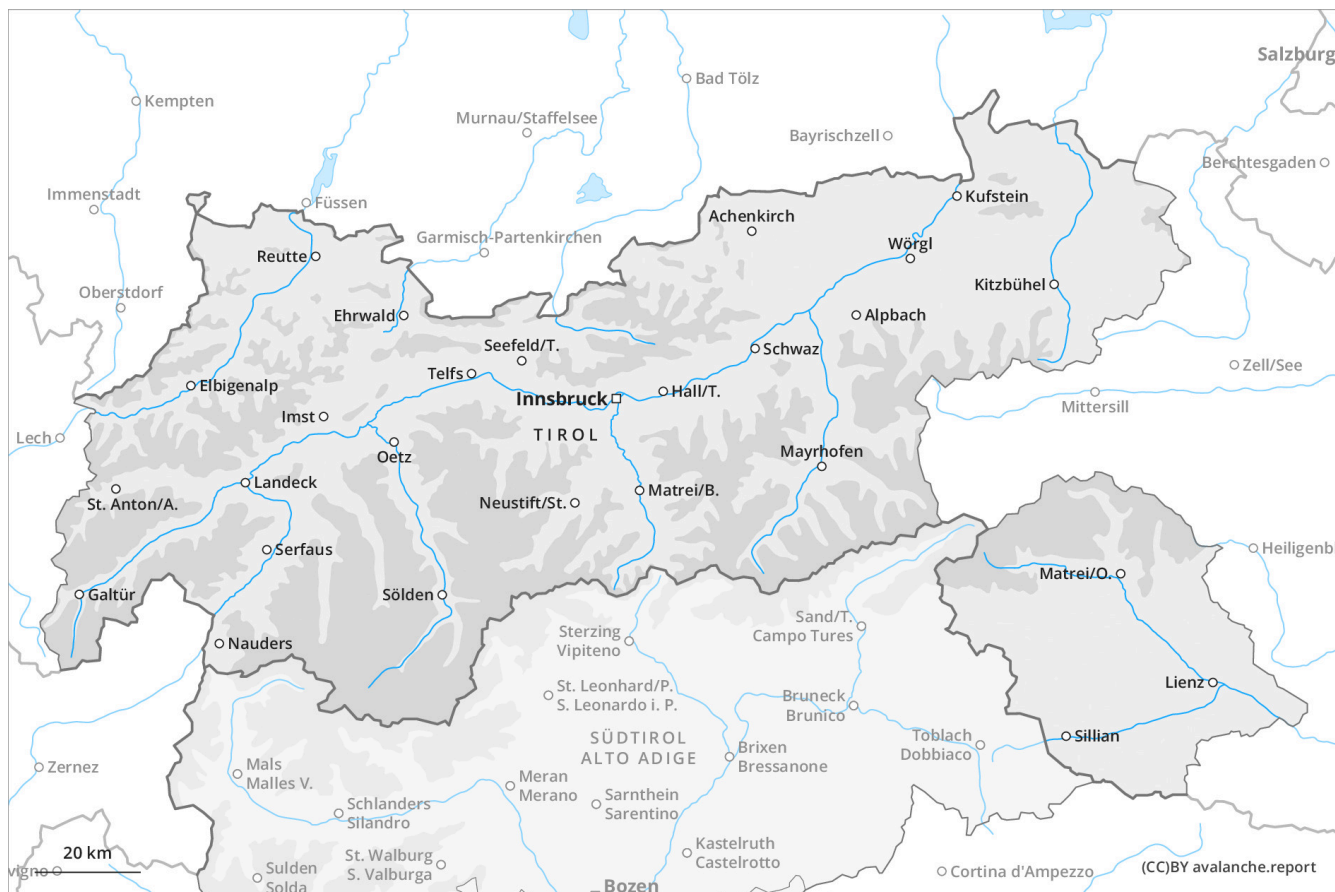 Salzburg
Kempten
Bad Tölz
Murnau/Staffelsee
Bayrischzell
Berchtesgaden
Immenstadt
Füssen
Kufstein
Achenkirch
Garmisch-Partenkirchen
Wörgl
Reutte
Oberstdorf
Kitzbühel
Ehrwald
Alpbach
Seefeld/T.
Schwaz
Zell/See
Telfs
Elbigenalp
Innsbruck
Hall/T.
Mittersill
Imst
Lech
TIROL
Oetz
Mayrhofen
Landeck
Matrei/B.
St. Anton/A.
Neustift/St.
Serfaus
Heiligenb
Matrei/O.
Galtür
Sölden
Sand/T.
Campo Tures
Sterzing
Vipiteno
Nauders
Lienz
St. Leonhard/P.
S. Leonardo i. P.
Bruneck
Brunico
Sillian
SÜDTIROL
ALTO ADIGE
Toblach
Dobbiaco
Brixen
Bressanone
Zernez
Mals
Malles V.
Meran
Merano
Sarnthein
Sarentino
Schlanders
Silandro
Kastelruth
Castelrotto
20 km
St. Walburg
S. Valburga
vigno
Sulden
Solda
Cortina d'Ampezzo
(CC)BY avalanche.report
Bozen